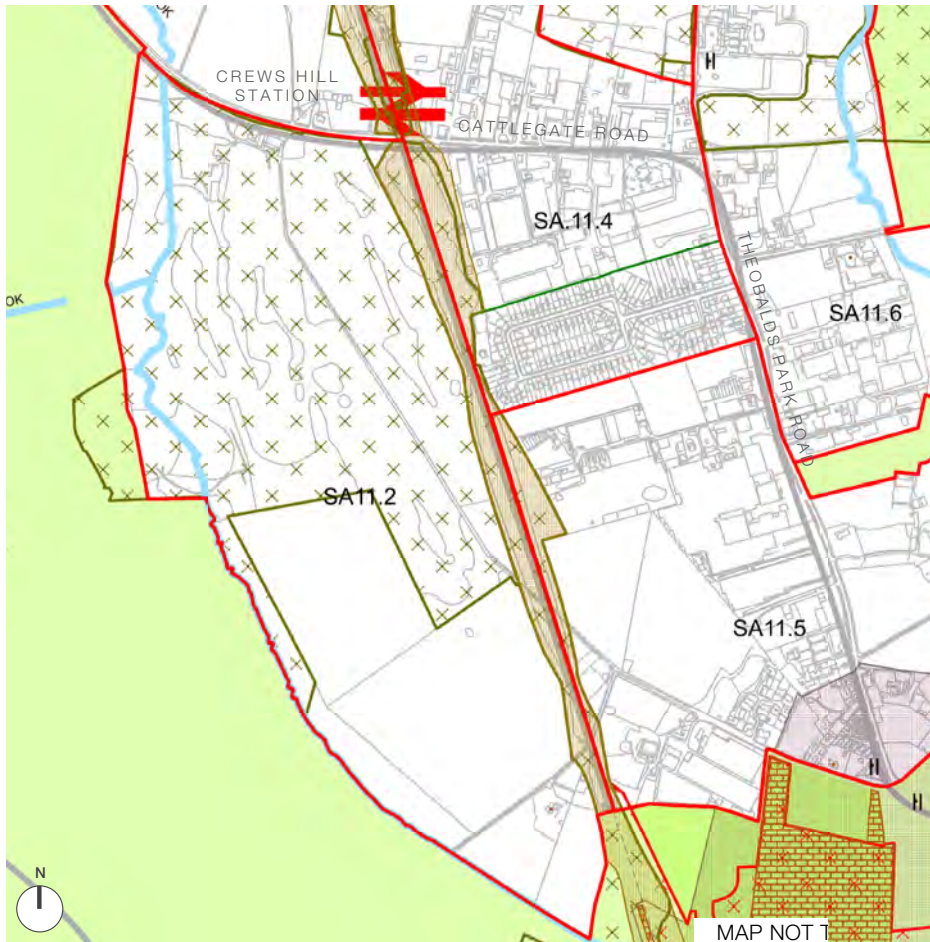 OK
H
CREWS HILL
STATION
CATTLEGATE ROAD
SA.11.4
THEOBALDS PARK ROAD
OK
SA11.6
SA11.2
SA11.5
H
H
N
MAP NOT T